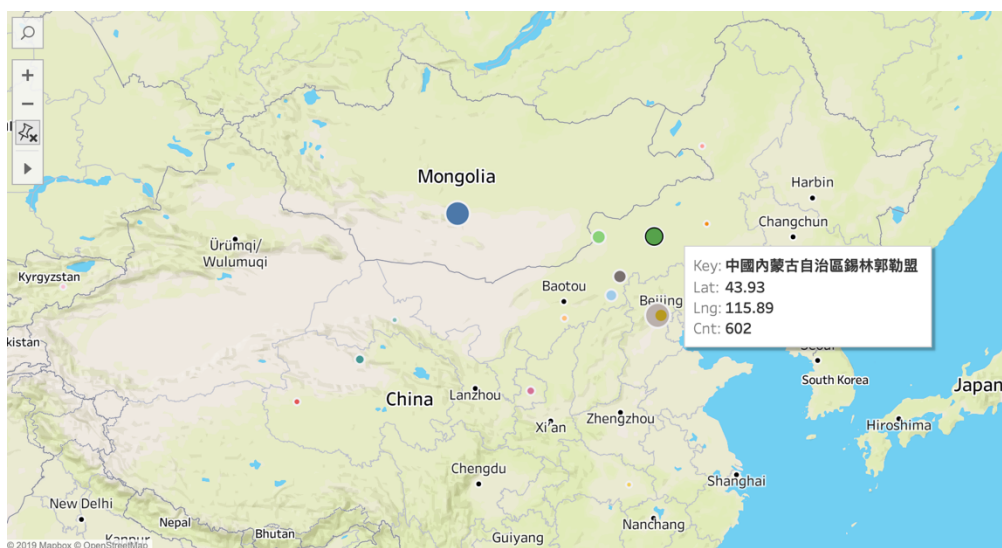 Mongolia
Harbin
Changchun
Ürümqi/
Wulumuqi
Kyrgyzstan
Baotou
Beijing
Key: 中國內蒙古自治區錫林郭勒盟
Lat: 43.93
Lng: 115.89
Cnt: 602
South Korea
Japan
China
Lanzhou
Zhengzhou
Xi'an
Hiroshima
Chengdu
Shanghai
New Delhi
Nepal
Bhutan
Guiyang
Nanchang
© 2019 Mapbox © OpenStreetMap